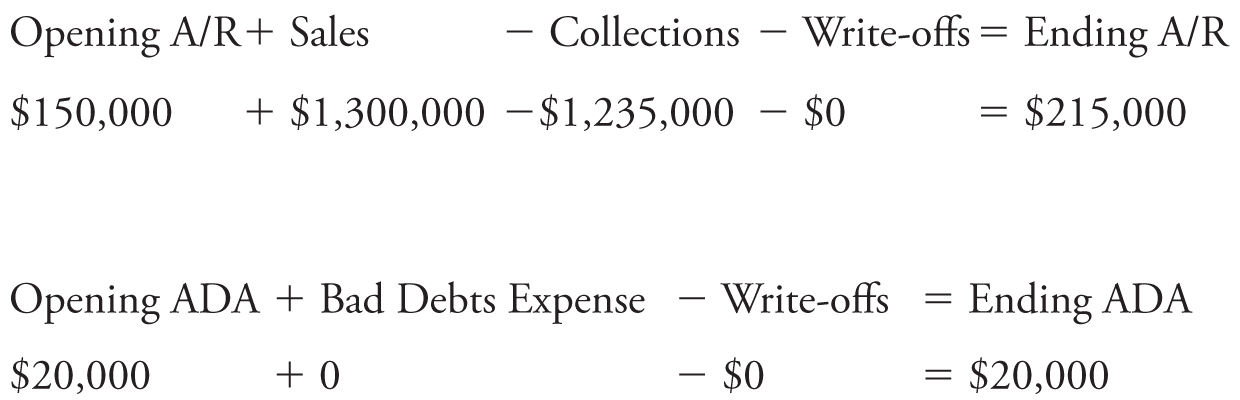 Opening A/R + Sales − Collections − Write-offs = Ending A/R
$150,000 + $1,300,000 −$1,235,000 − $0 = $215,000
Opening ADA + Bad Debts Expense − Write-offs = Ending ADA
$20,000 + 0 − $0 = $20,000